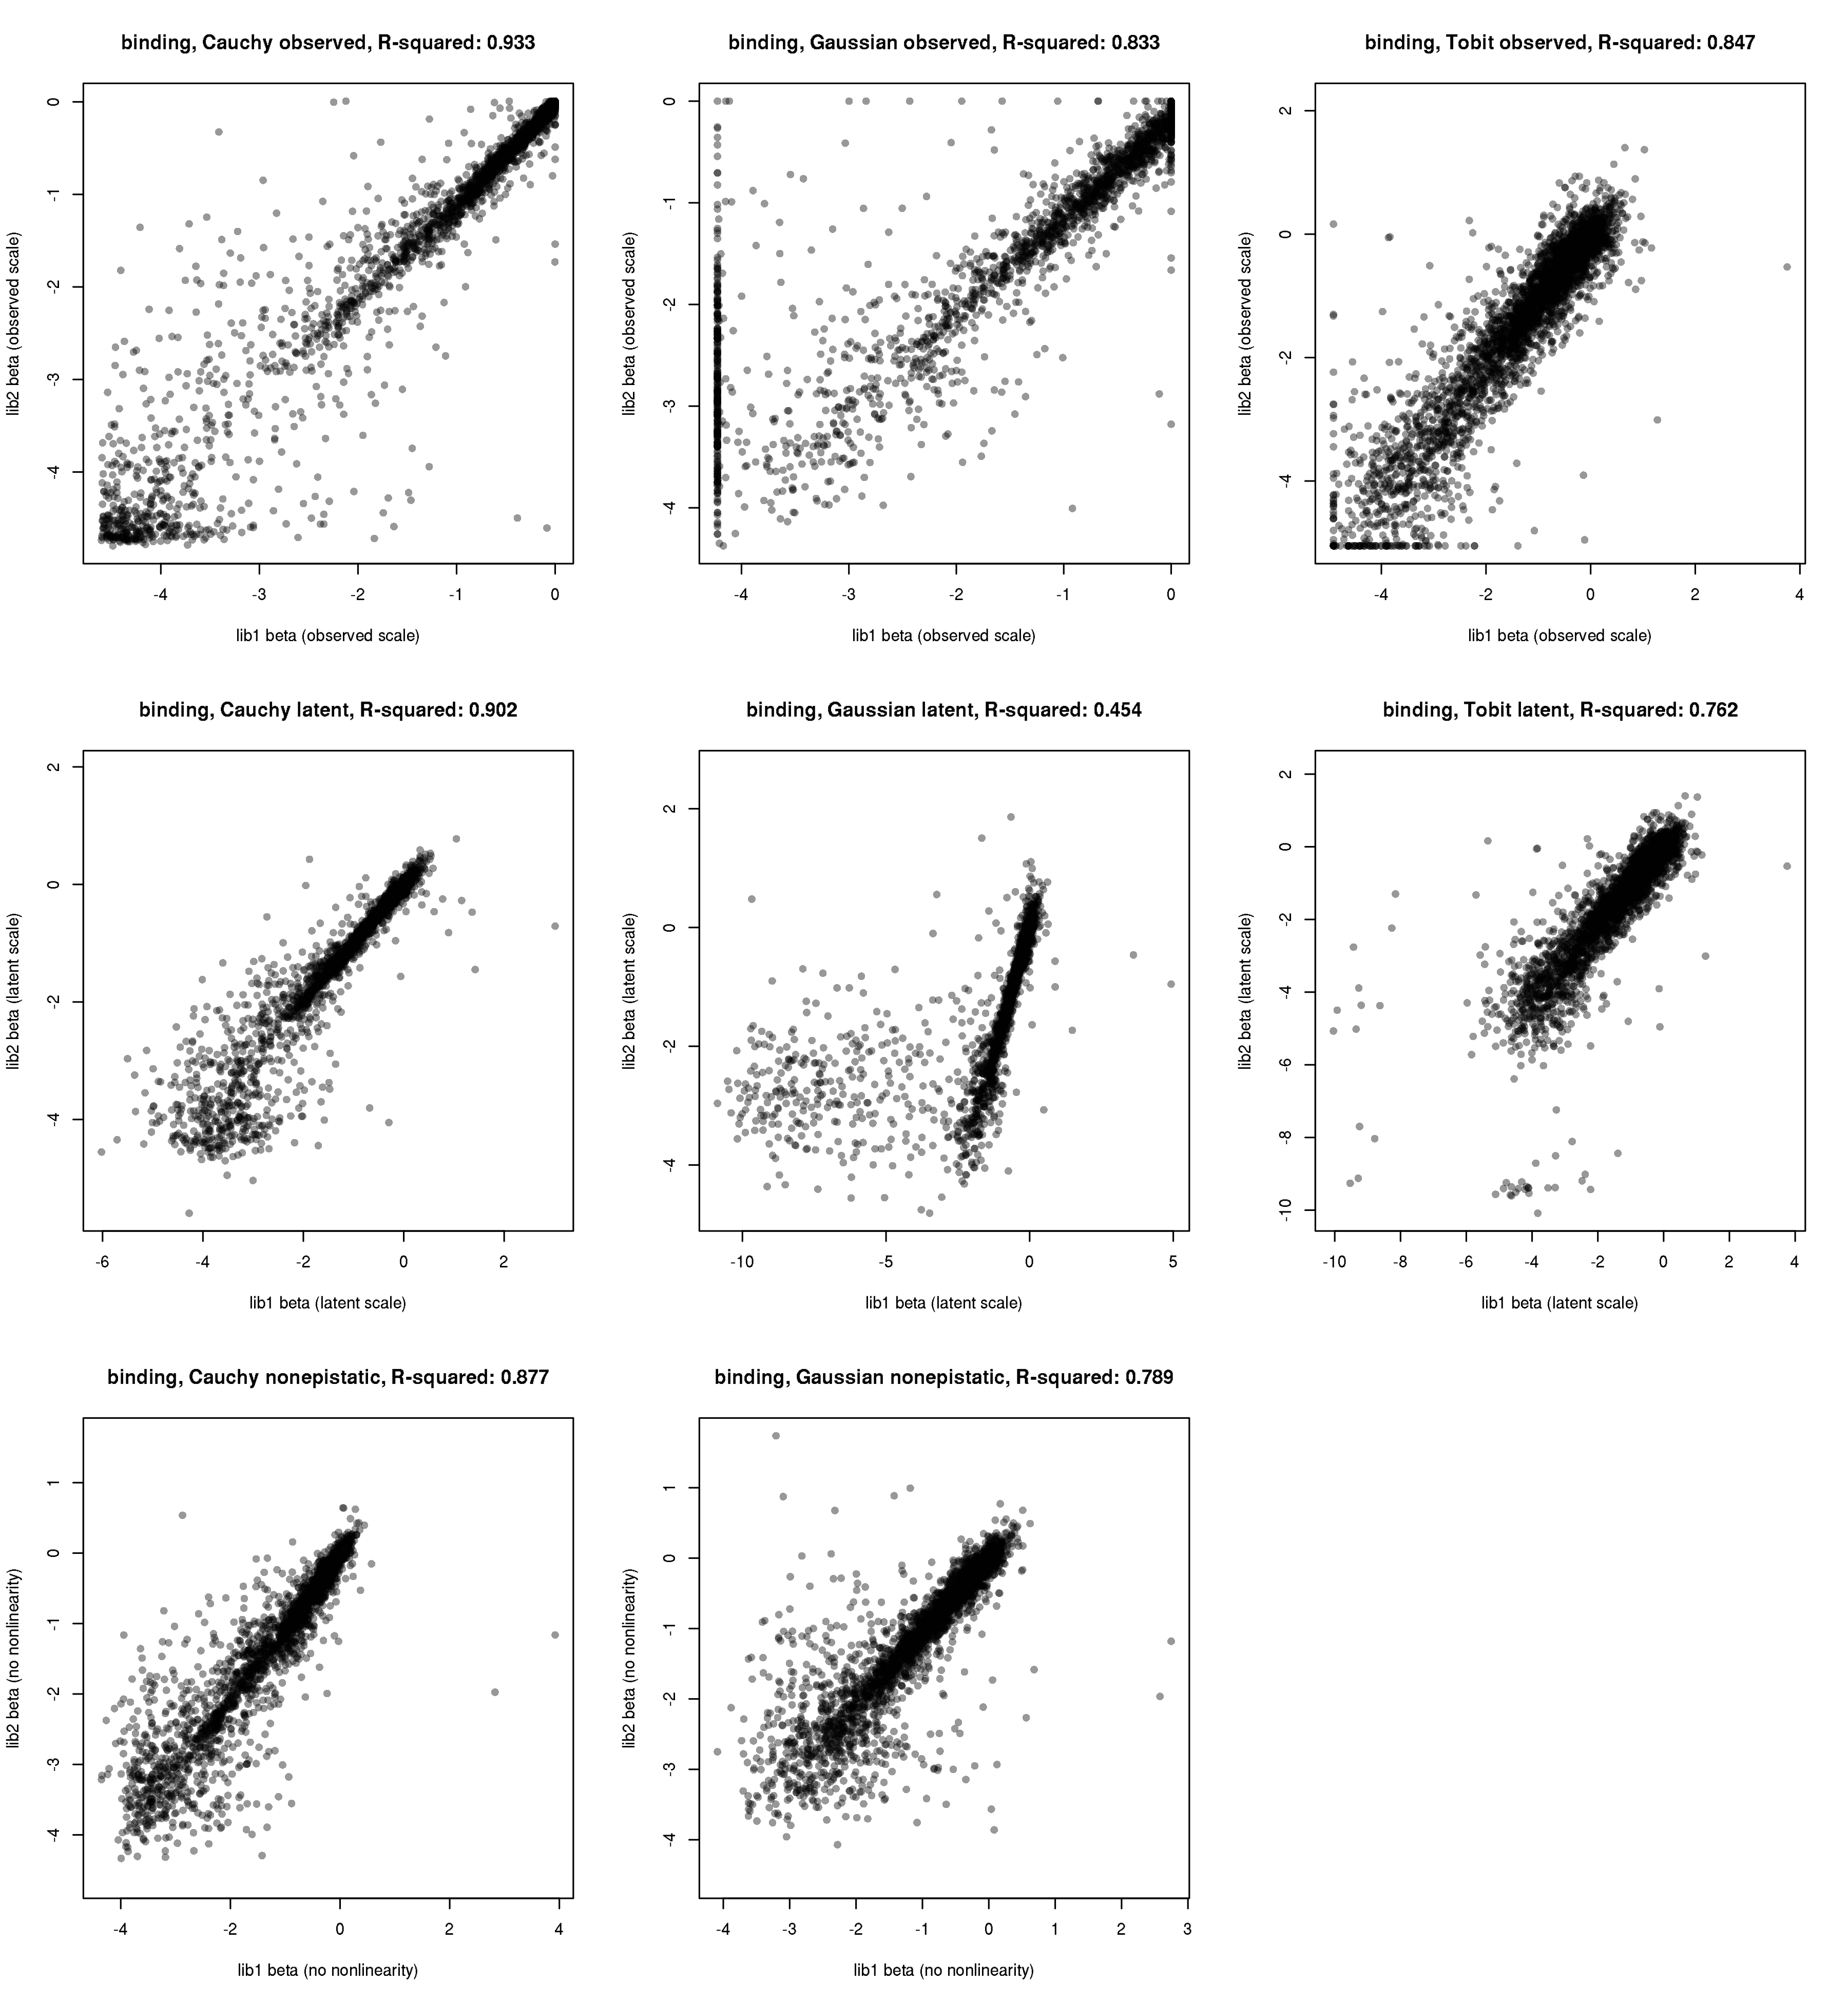 binding, Cauchy observed, R-squared: 0.933
lib2 beta (observed scale)
0
-1
-2
-3
-4
-4 -3 -2 -1 0
lib1 beta (observed scale)
binding, Gaussian observed, R-squared: 0.833
lib2 beta (observed scale)
0
-1
-2
-3
-4
-4 -3 -2 -1 0
lib1 beta (observed scale)
binding, Tobit observed, R-squared: 0.847
lib2 beta (observed scale)
2
0
-2
-4
-4 -2 0 2 4
lib1 beta (observed scale)
binding, Cauchy latent, R-squared: 0.902
lib2 beta (latent scale)
2
0
-2
-4
-6 -4 -2 0 2
lib1 beta (latent scale)
binding, Gaussian latent, R-squared: 0.454
lib2 beta (latent scale)
2
0
-2
-4
-10 -5 0 5
lib1 beta (latent scale)
binding, Tobit latent, R-squared: 0.762
lib2 beta (latent scale)
2
0
-2
-4
-6
-8
-10
-10 -8 -6 -4 -2 0 2 4
lib1 beta (latent scale)
binding, Cauchy nonepistatic, R-squared: 0.877
lib2 beta (no nonlinearity)
1
0
-1
-2
-3
-4
-4 -2 0 2 4
lib1 beta (no nonlinearity)
binding, Gaussian nonepistatic, R-squared: 0.789
lib2 beta (no nonlinearity)
1
0
-1
-2
-3
-4
-4 -3 -2 -1 0 1 2 3
lib1 beta (no nonlinearity)